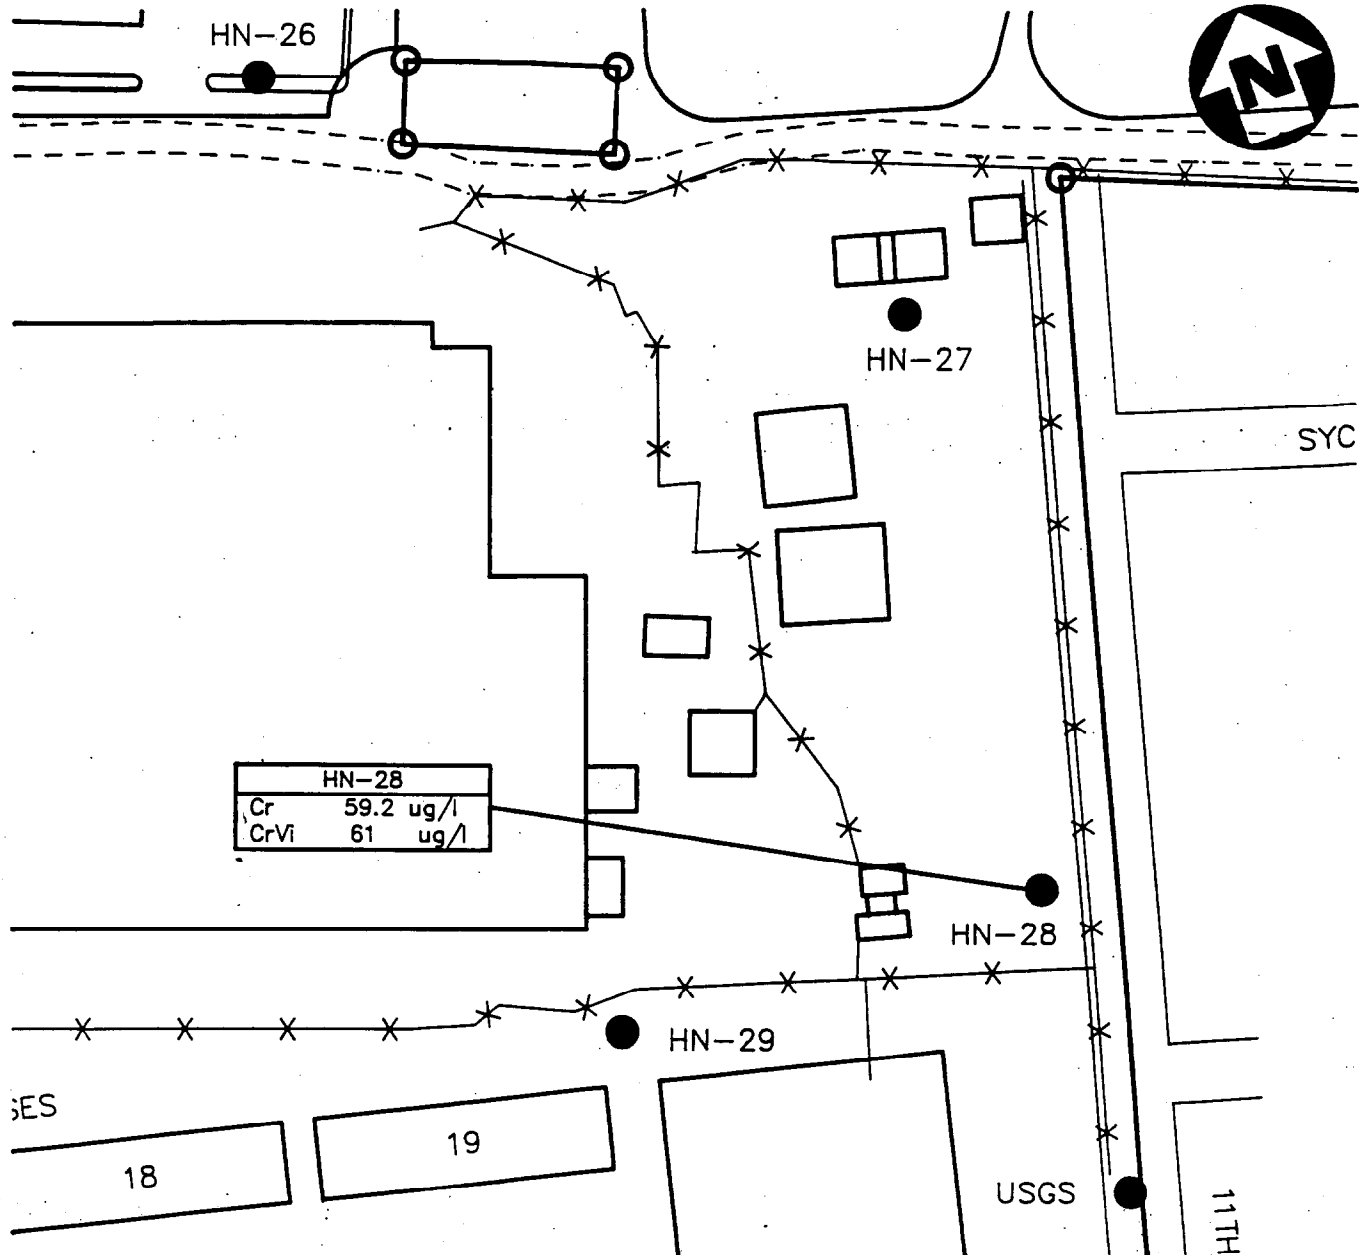 HN-26
N
HN-27
SYC
HN-28
Cr 59.2 ug/l
CrVi 61 ug/l
HN-28
HN-29
SES
19
18
USGS
11TH